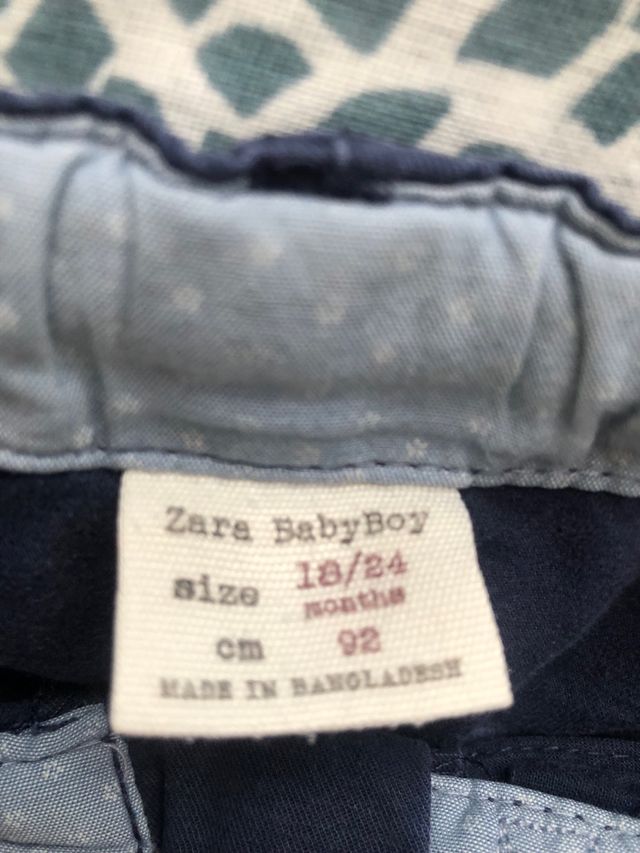 Zara BabyBoy
size 18/24
months
cm 92
MADE IN BANGLADESH